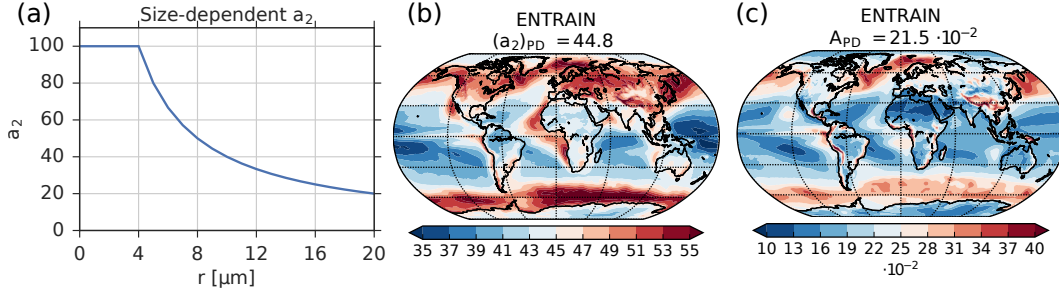 (a)
Size-dependent a₂
100
80
60
40
20
0
a₂
0 4 8 12 16 20
r [µm]
(b)
ENTRAIN
(a₂)PD = 44.8
35 37 39 41 43 45 47 49 51 53 55
(c)
ENTRAIN
APD = 21.5 ·10⁻²
10 13 16 19 22 25 28 31 34 37 40
·10⁻²